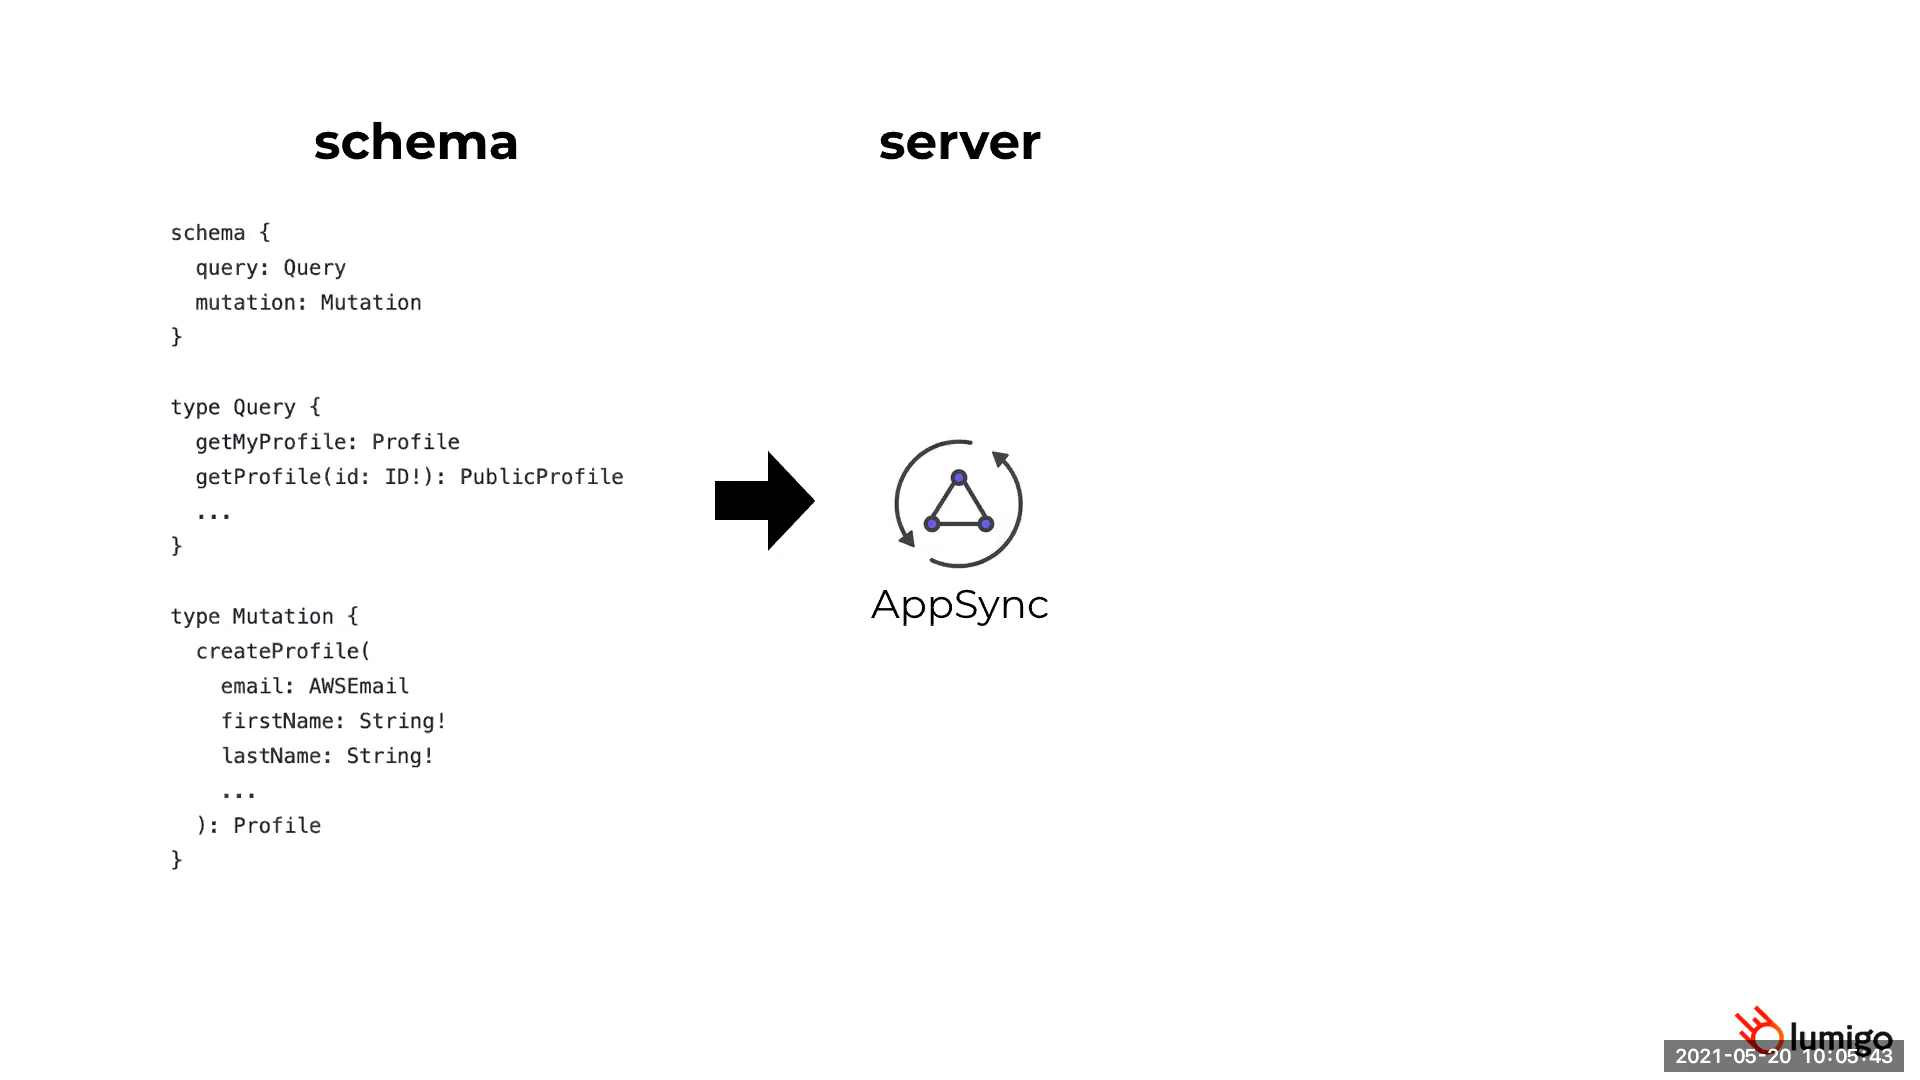 schema
server
schema {
query: Query
mutation: Mutation
}
type Query {
getMyProfile: Profile
getProfile(id: ID!): PublicProfile
...
}
type Mutation {
createProfile(
email: AWSEmail
firstName: String!
lastName: String!
...
): Profile
}
AppSync
lumigo
2021-05-20 10:05:43